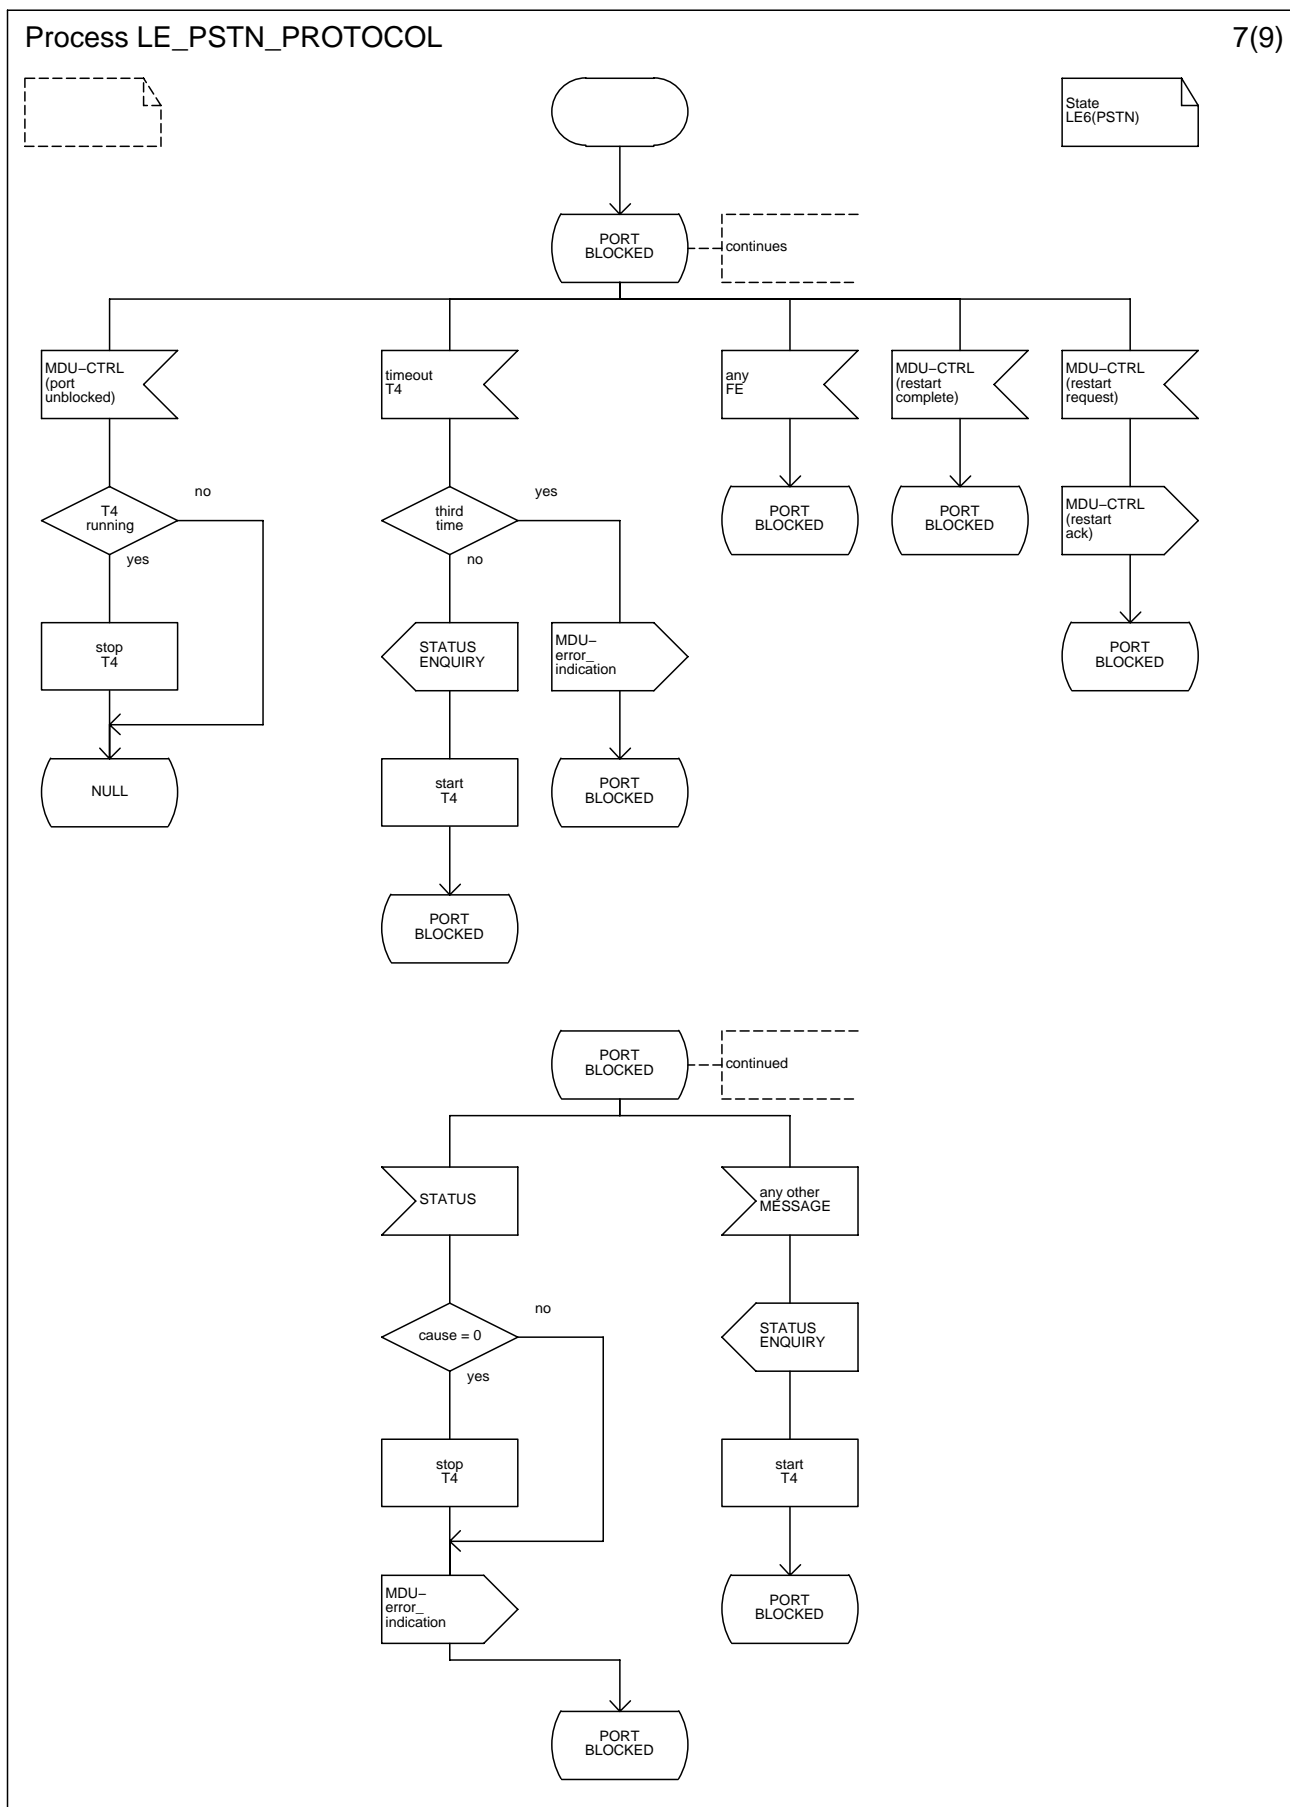 Process LE_PSTN_PROTOCOL
7(9)
State
LE6(PSTN)
PORT
BLOCKED
continues
MDU−CTRL
(port
unblocked)
timeout
T4
any
FE
MDU−CTRL
(restart
complete)
MDU−CTRL
(restart
request)
T4
running
no
yes
third
time
yes
no
PORT
BLOCKED
PORT
BLOCKED
MDU−CTRL
(restart
ack)
stop
T4
STATUS
ENQUIRY
MDU−
error_
indication
PORT
BLOCKED
NULL
start
T4
PORT
BLOCKED
PORT
BLOCKED
PORT
BLOCKED
continued
STATUS
any other
MESSAGE
cause = 0
no
yes
STATUS
ENQUIRY
stop
T4
start
T4
MDU−
error_
indication
PORT
BLOCKED
PORT
BLOCKED